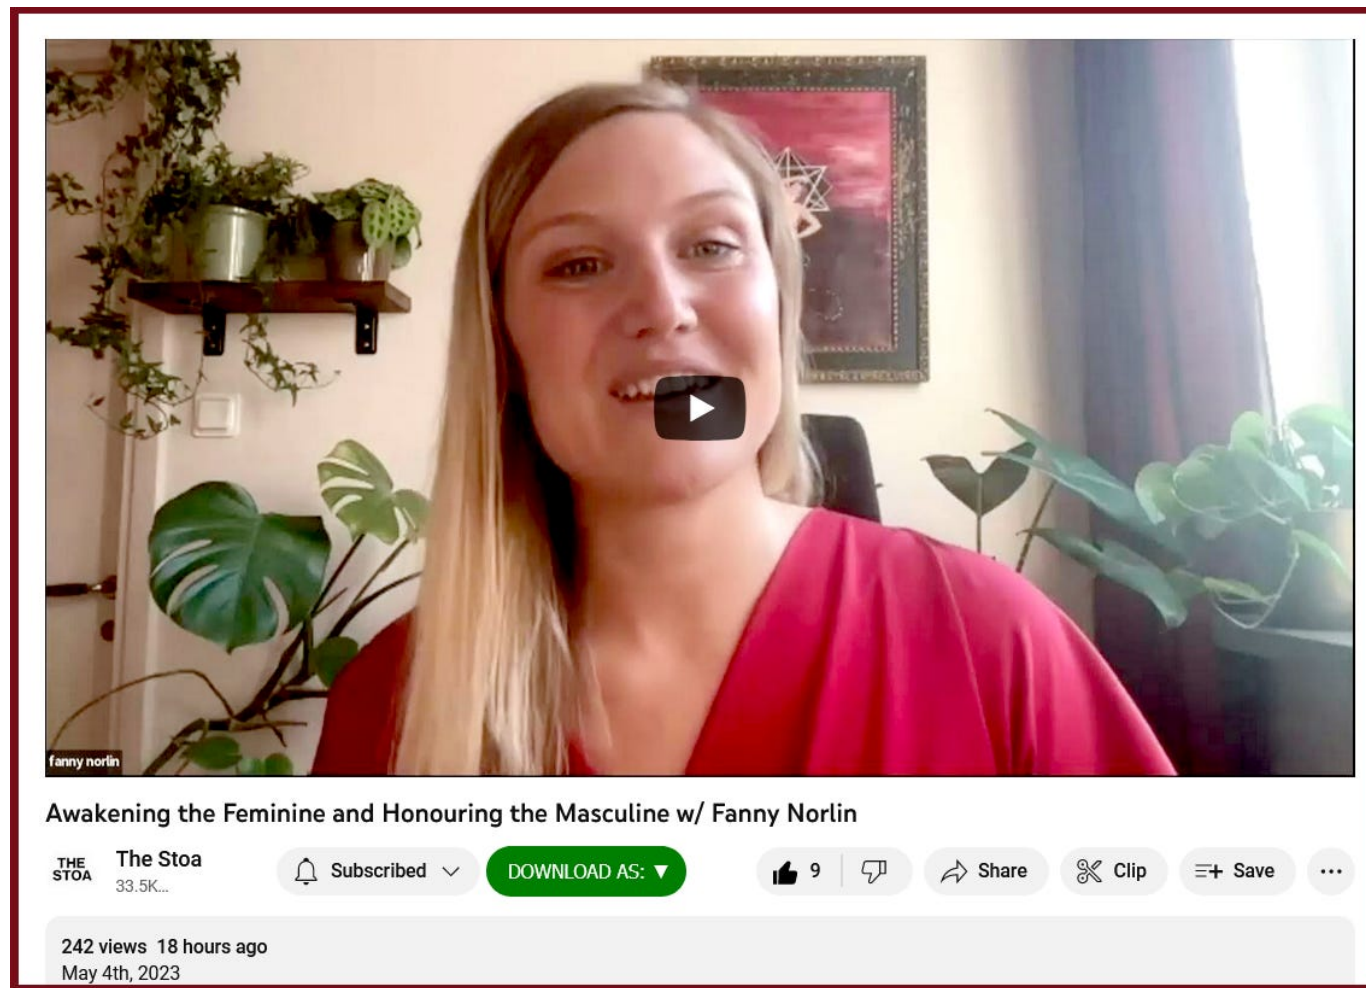 fanny norlin
Awakening the Feminine and Honouring the Masculine w/ Fanny Norlin
THE
STOA
The Stoa
33.5K...
Subscribed
DOWNLOAD AS: ▼
9
Share
Clip
Save
242 views 18 hours ago
May 4th, 2023